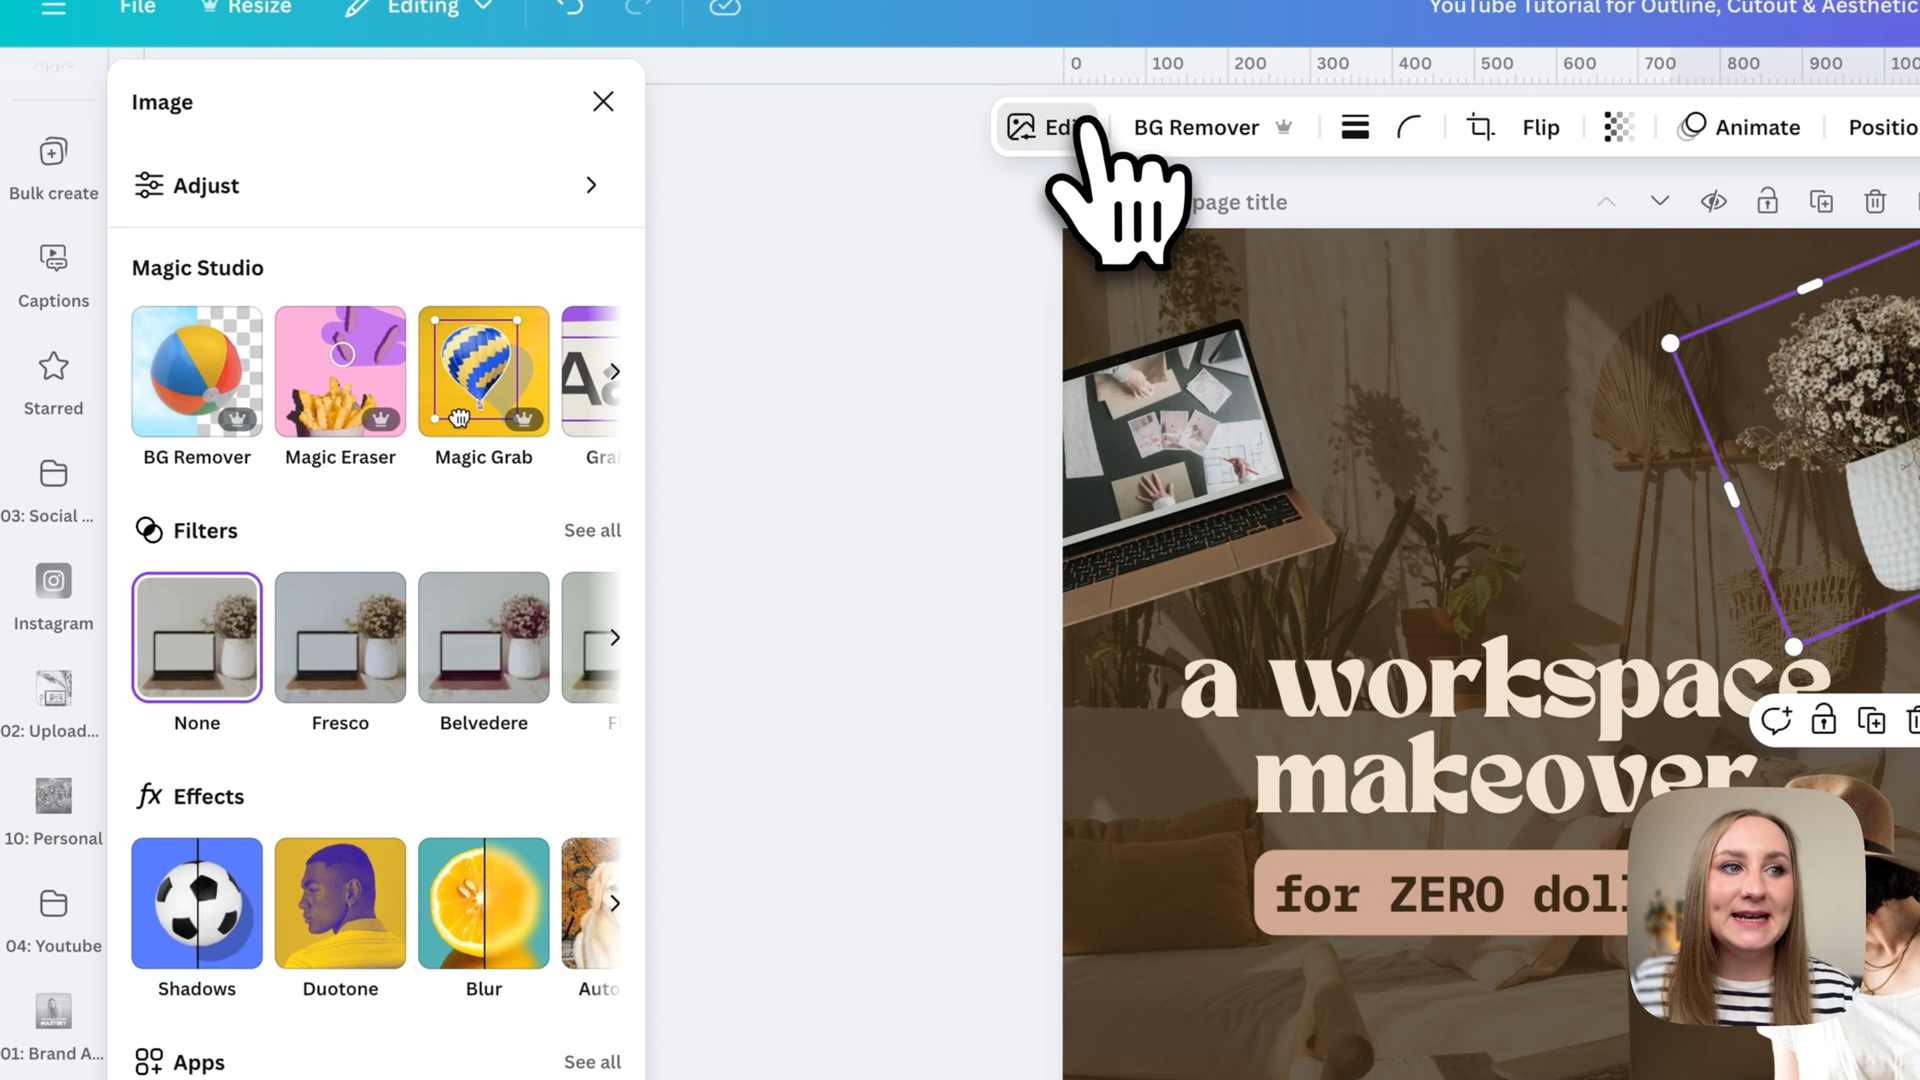 File
Resize
Editing
YouTube Tutorial for Outline, Cutout & Aesthetic
Apps
Bulk create
Captions
Starred
03: Social ...
Instagram
02: Upload...
10: Personal
04: Youtube
01: Brand A...
Image
Adjust
Magic Studio
BG Remover
Magic Eraser
Magic Grab
Filters
See all
None
Fresco
Belvedere
fx Effects
Shadows
Duotone
Blur
Auto
Apps
See all
0 100 200 300 400 500 600 700 800 900
BG Remover
Flip
Animate
page title
a workspace
makeover
for ZERO